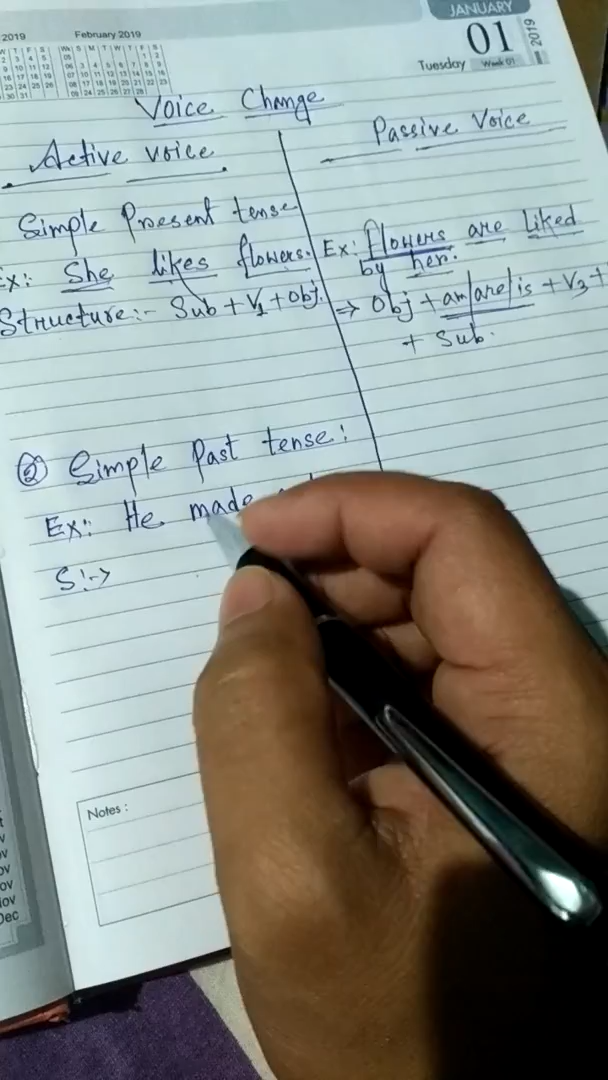 2019
February 2019
JANUARY
01
2019
Tuesday
Week 01
Voice Change
Active voice
Passive Voice
Simple Present tense
Ex: She likes flowers.
Structure:- Sub + V1 + Obj.
Ex: Flowers are liked
by her.
⇒ Obj + am/are/is + V3 +
+ Sub.
② Simple Past tense:
Ex: He made
S:→
Notes :
Dec